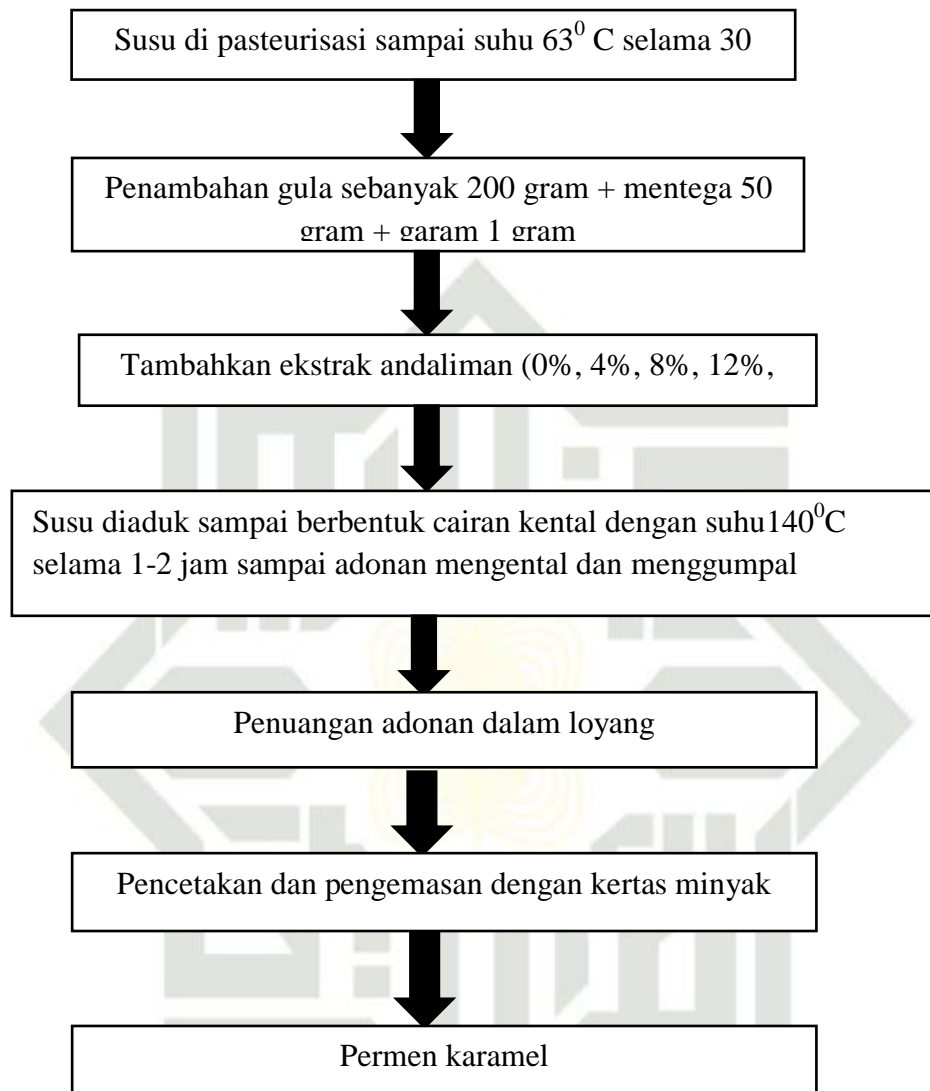 Susu di pasteurisasi sampai suhu 63⁰ C selama 30
Penambahan gula sebanyak 200 gram + mentega 50
gram + garam 1 gram
Tambahkan ekstrak andaliman (0%, 4%, 8%, 12%,
Susu diaduk sampai berbentuk cairan kental dengan suhu140⁰C
selama 1-2 jam sampai adonan mengental dan menggumpal
Penuangan adonan dalam loyang
Pencetakan dan pengemasan dengan kertas minyak
Permen karamel